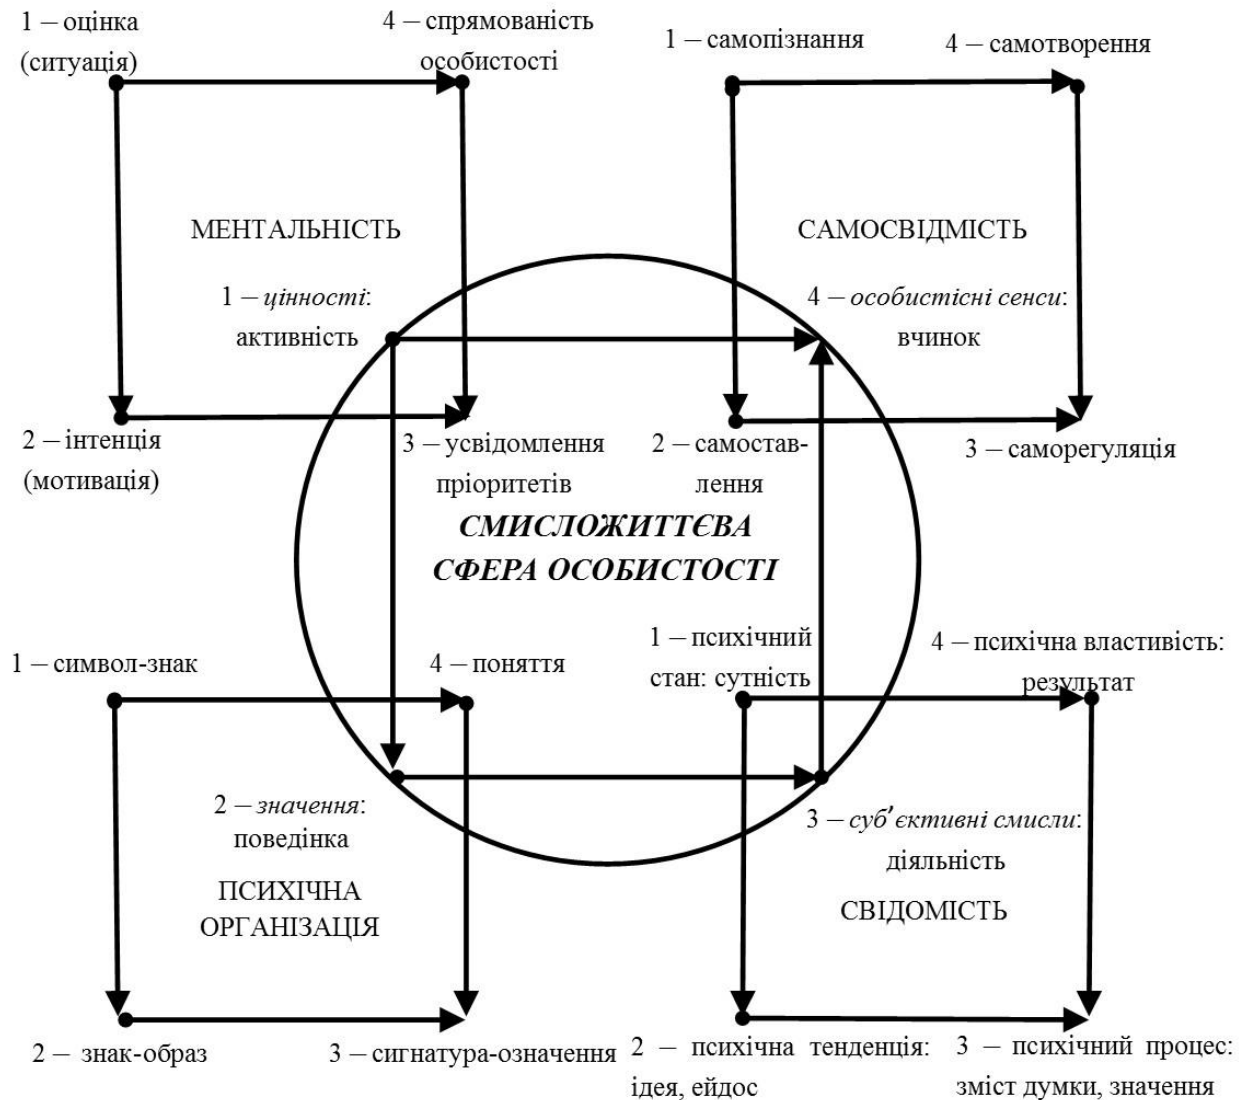 1 – оцінка
(ситуація)
4 – спрямованість
особистості
1 – самопізнання
4 – самотворення
МЕНТАЛЬНІСТЬ
САМОСВІДМІСТЬ
1 – цінності:
активність
4 – особистісні сенси:
вчинок
2 – інтенція
(мотивація)
3 – усвідомлення
пріоритетів
2 – самостав-
лення
3 – саморегуляція
СМИСЛОЖИТТЄВА
СФЕРА ОСОБИСТОСТІ
1 – символ-знак
4 – поняття
1 – психічний
стан: сутність
4 – психічна властивість:
результат
2 – значення:
поведінка
ПСИХІЧНА
ОРГАНІЗАЦІЯ
3 – суб’єктивні смисли:
діяльність
СВІДОМІСТЬ
2 – знак-образ
3 – сигнатура-означення
2 – психічна тенденція:
ідея, ейдос
3 – психічний процес:
зміст думки, значення